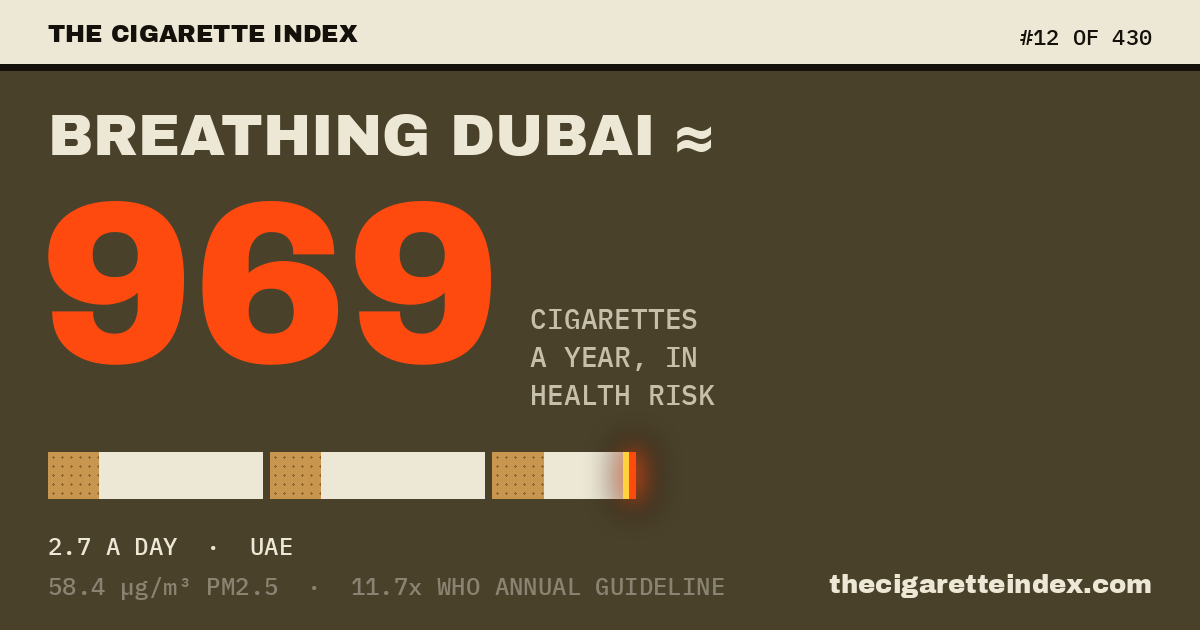 THE CIGARETTE INDEX
#12 OF 430
BREATHING DUBAI ≈
969
CIGARETTES
A YEAR, IN
HEALTH RISK
2.7 A DAY · UAE
58.4 µg/m³ PM2.5 · 11.7x WHO ANNUAL GUIDELINE
thecigaretteindex.com